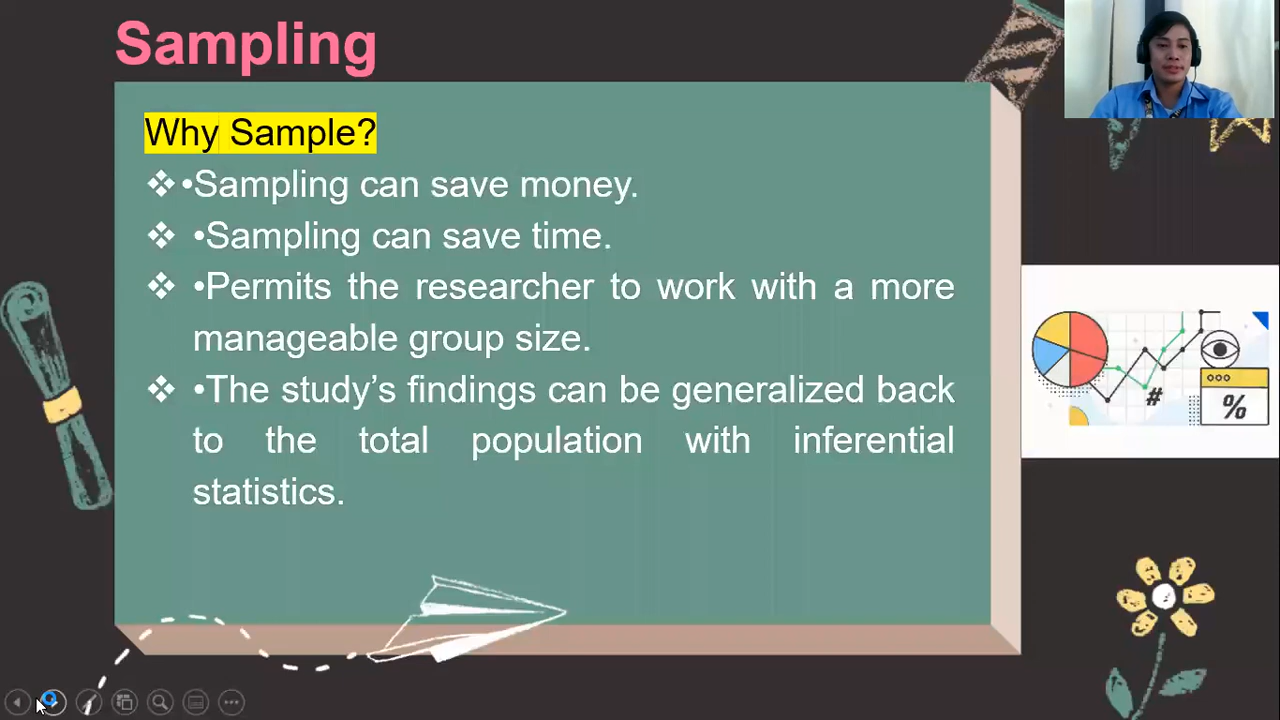 Sampling
Why Sample?
❖•Sampling can save money.
❖ •Sampling can save time.
❖ •Permits the researcher to work with a more
manageable group size.
❖ •The study’s findings can be generalized back
to the total population with inferential
statistics.
#
%